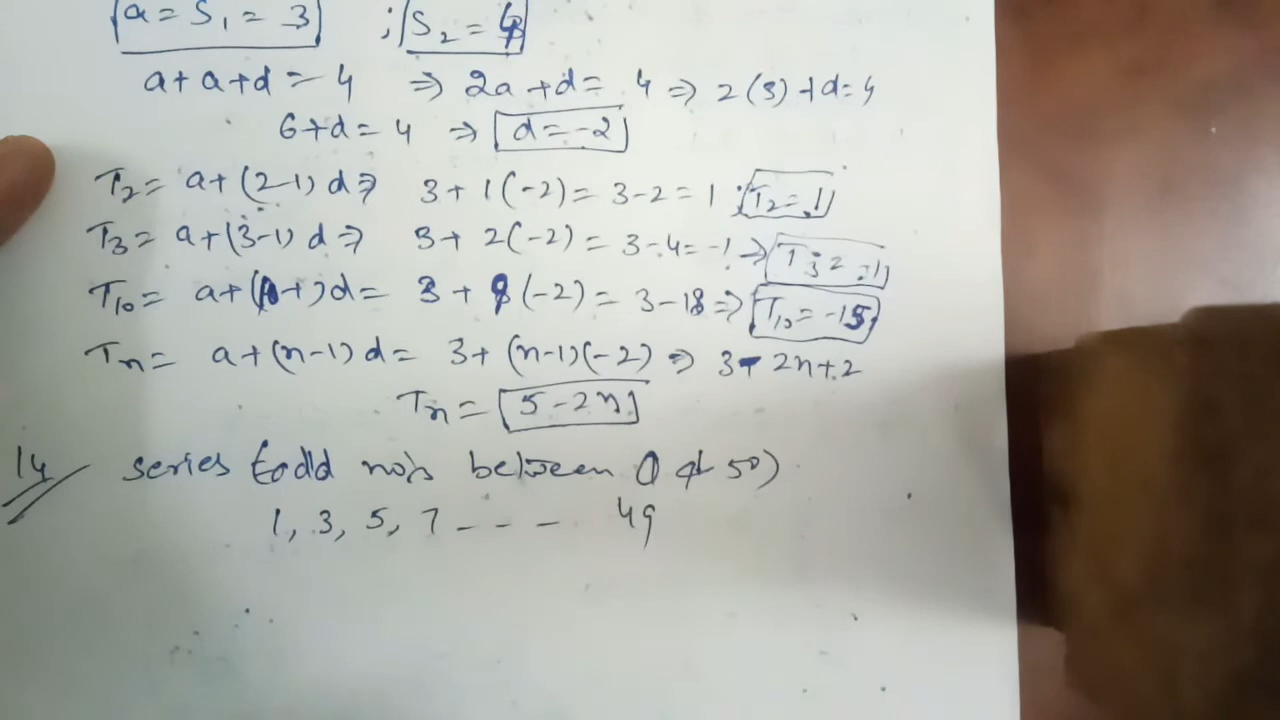 a = S₁ = 3 ; S₂ = 4
a + a + d = 4 ⇒ 2a + d = 4 ⇒ 2(3) + d = 4
6 + d = 4 ⇒ d = -2
T₂ = a + (2-1) d ⇒ 3 + 1(-2) = 3 - 2 = 1 ; T₂ = 1
T₃ = a + (3-1) d ⇒ 3 + 2(-2) = 3 - 4 = -1 ⇒ T₃ = -1
T₁₀ = a + ( )d = 3 + 9(-2) = 3 - 18 ⇒ T₁₀ = -15
Tn = a + (n-1) d = 3 + (n-1)(-2) ⇒ 3 - 2n + 2
Tn = 5 - 2n
14 series (odd no's between 0 & 50)
1, 3, 5, 7 - - - 49